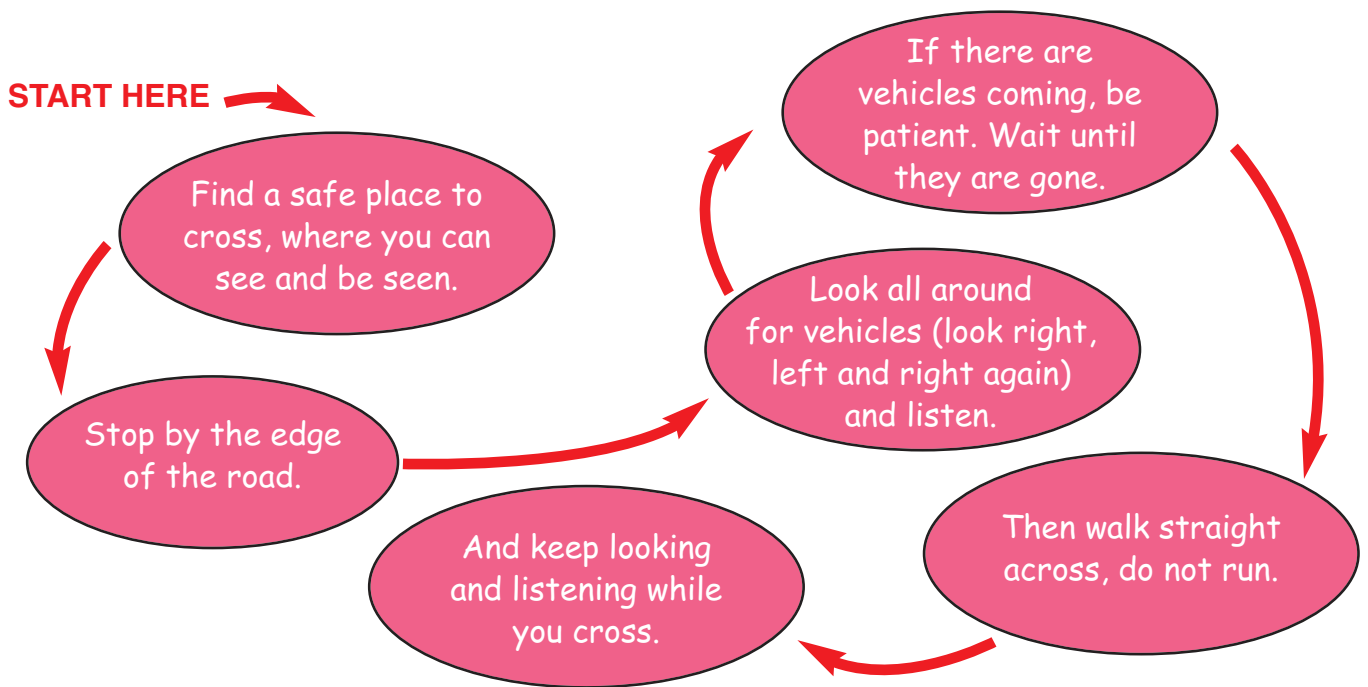 START HERE
Find a safe place to
cross, where you can
see and be seen.
Stop by the edge
of the road.
Look all around
for vehicles (look right,
left and right again)
and listen.
If there are
vehicles coming, be
patient. Wait until
they are gone.
Then walk straight
across, do not run.
And keep looking
and listening while
you cross.